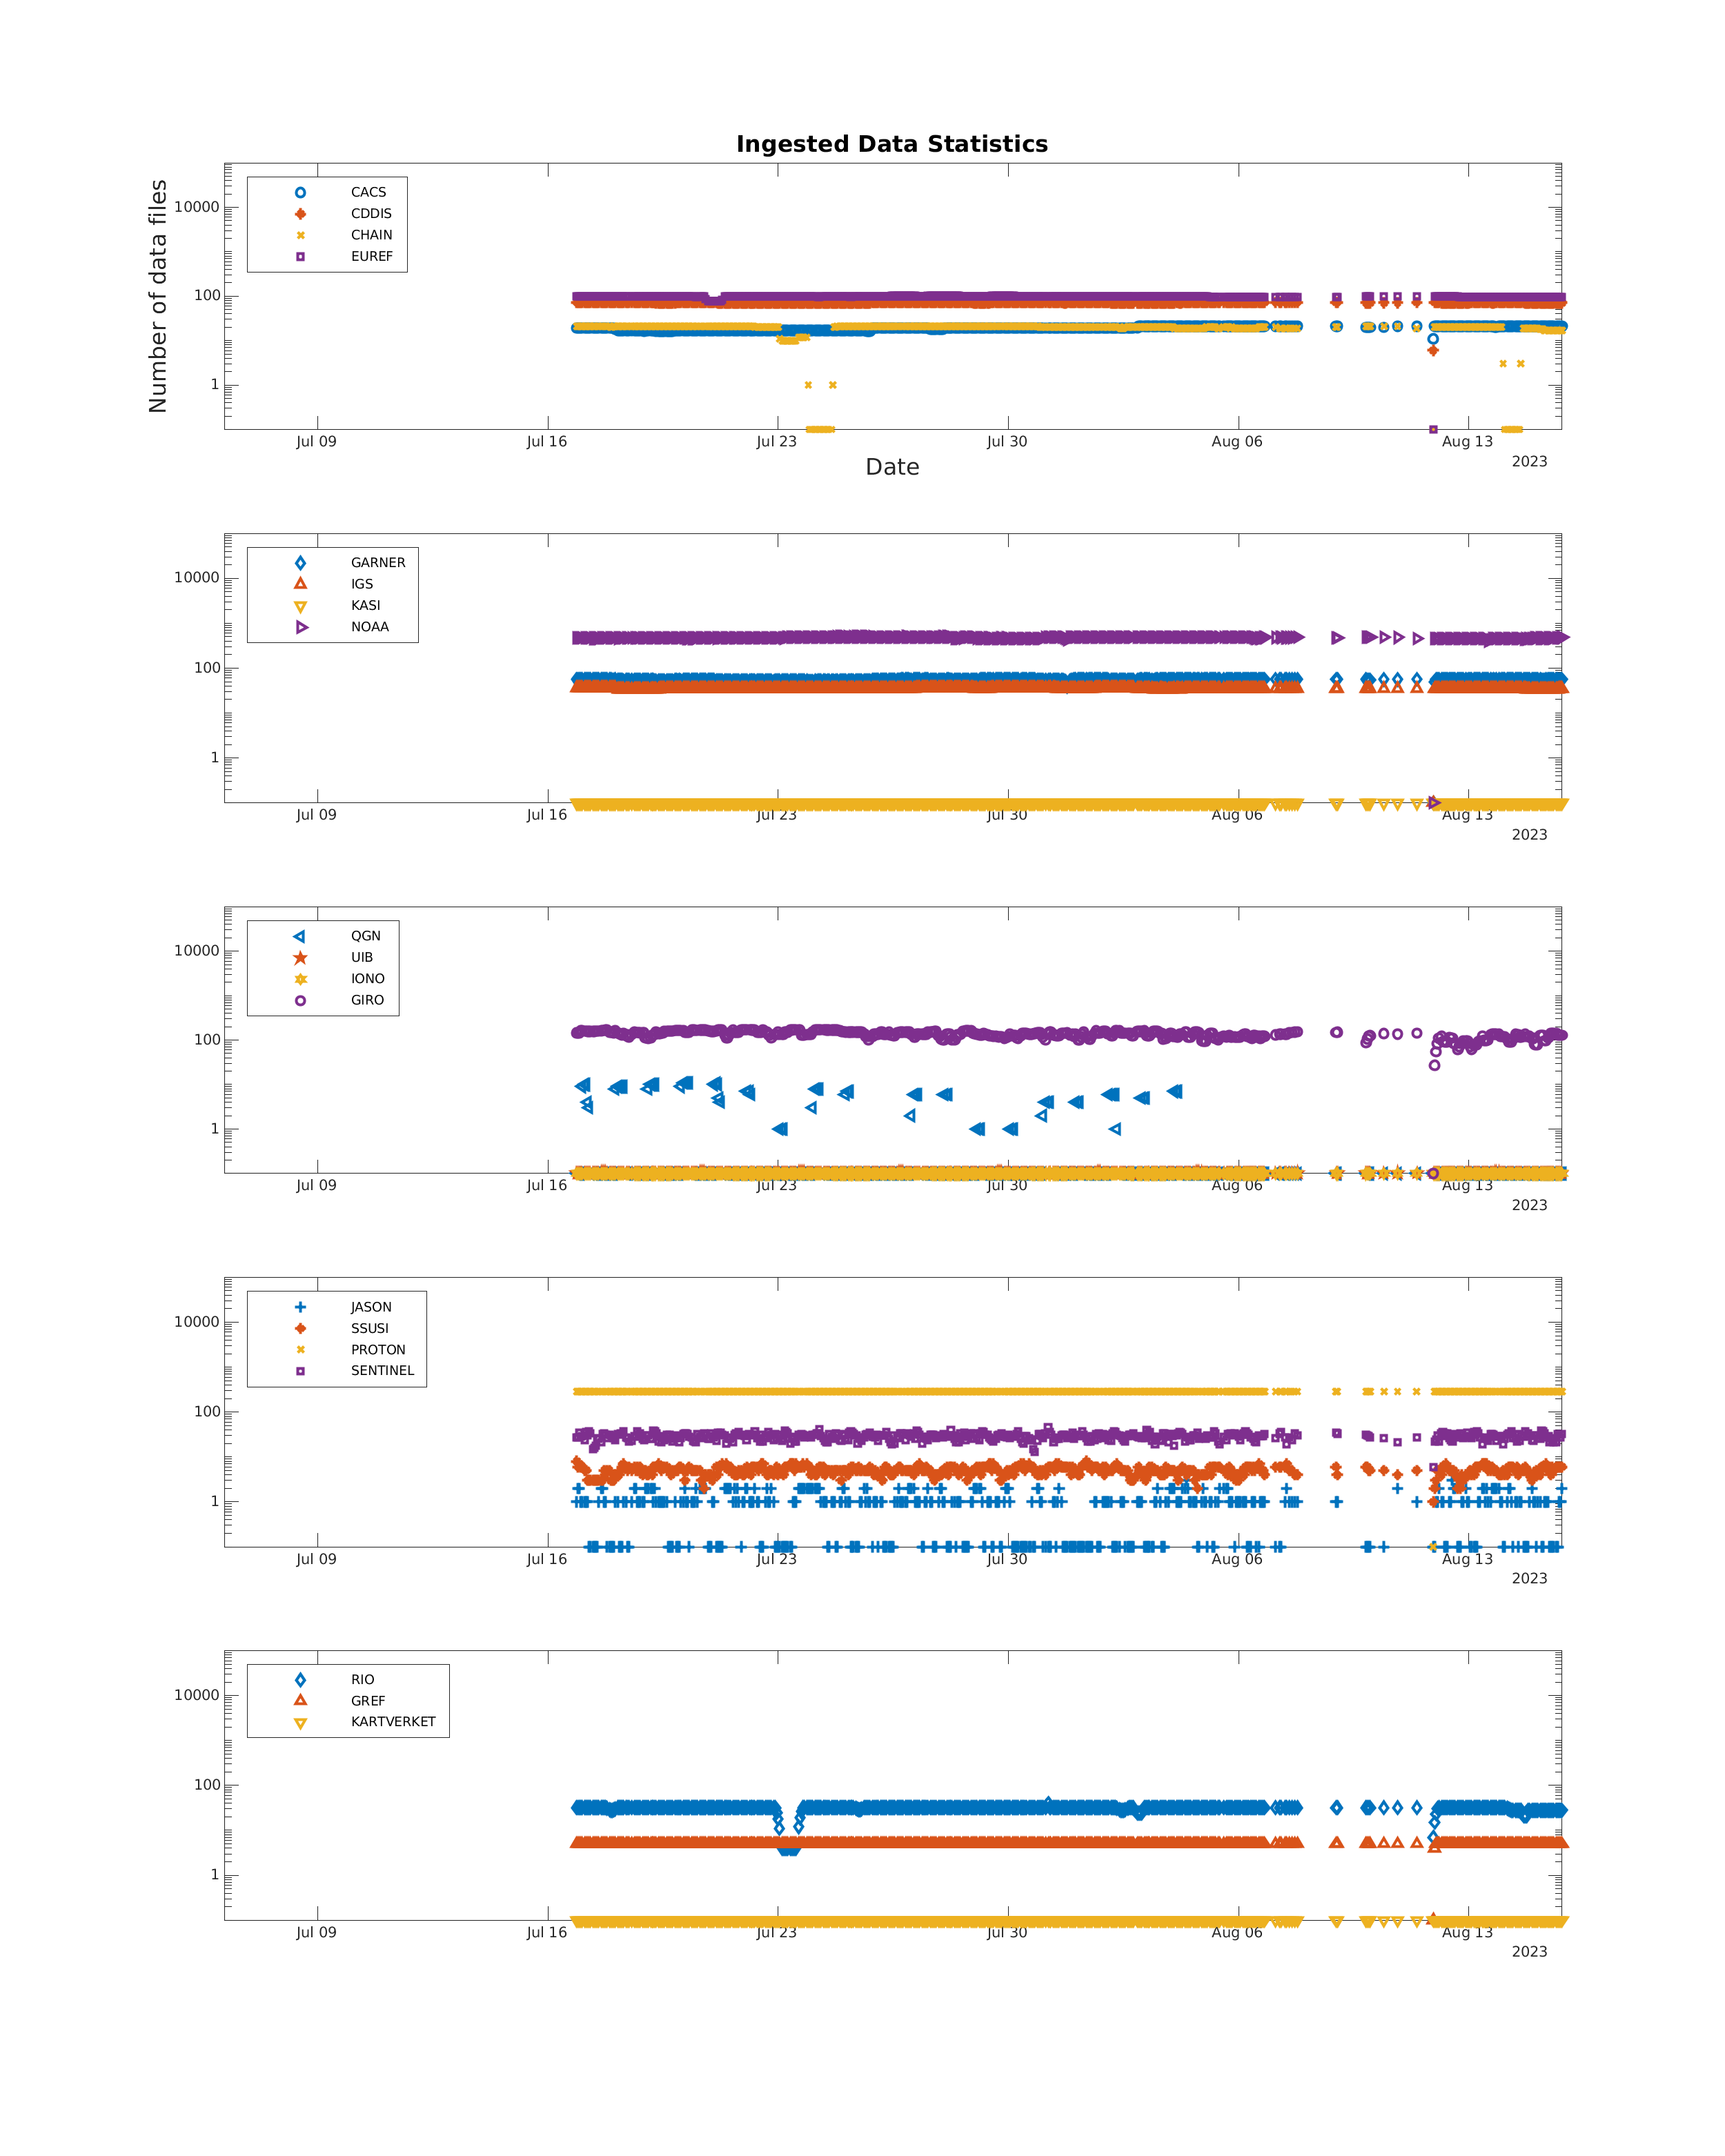 Ingested Data Statistics
Number of data files
CACS
CDDIS
CHAIN
EUREF
10000
100
1
Jul 09 Jul 16 Jul 23 Jul 30 Aug 06 Aug 13
2023
Date
GARNER
IGS
KASI
NOAA
10000
100
1
Jul 09 Jul 16 Jul 23 Jul 30 Aug 06 Aug 13
2023
QGN
UIB
IONO
GIRO
10000
100
1
Jul 09 Jul 16 Jul 23 Jul 30 Aug 06 Aug 13
2023
JASON
SSUSI
PROTON
SENTINEL
10000
100
1
Jul 09 Jul 16 Jul 23 Jul 30 Aug 06 Aug 13
2023
RIO
GREF
KARTVERKET
10000
100
1
Jul 09 Jul 16 Jul 23 Jul 30 Aug 06 Aug 13
2023